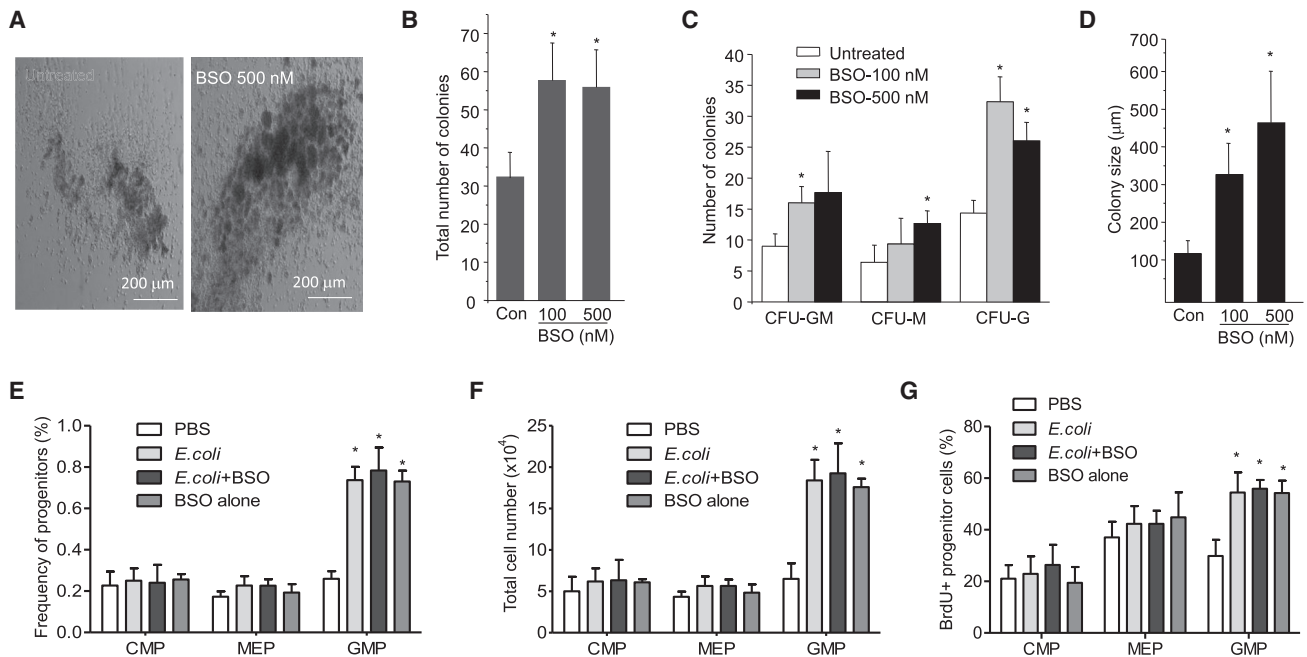 A
Untreated
200 μm
BSO 500 nM
200 μm
B
Total number of colonies
70
60
50
40
30
20
10
0
*
*
Con 100 500
BSO (nM)
C
Number of colonies
40
35
30
25
20
15
10
5
0
Untreated
BSO-100 nM
BSO-500 nM
*
*
*
*
CFU-GM CFU-M CFU-G
D
Colony size (μm)
700
600
500
400
300
200
100
*
*
Con 100 500
BSO (nM)
E
Frequency of progenitors (%)
1.0
0.8
0.6
0.4
0.2
0.0
PBS
E.coli
E.coli+BSO
BSO alone
* * *
CMP MEP GMP
F
Total cell number (x10⁴)
25
20
15
10
5
0
PBS
E.coli
E.coli+BSO
BSO alone
* * *
CMP MEP GMP
G
BrdU+ progenitor cells (%)
80
60
40
20
0
PBS
E.coli
E.coli+BSO
BSO alone
* * *
CMP MEP GMP